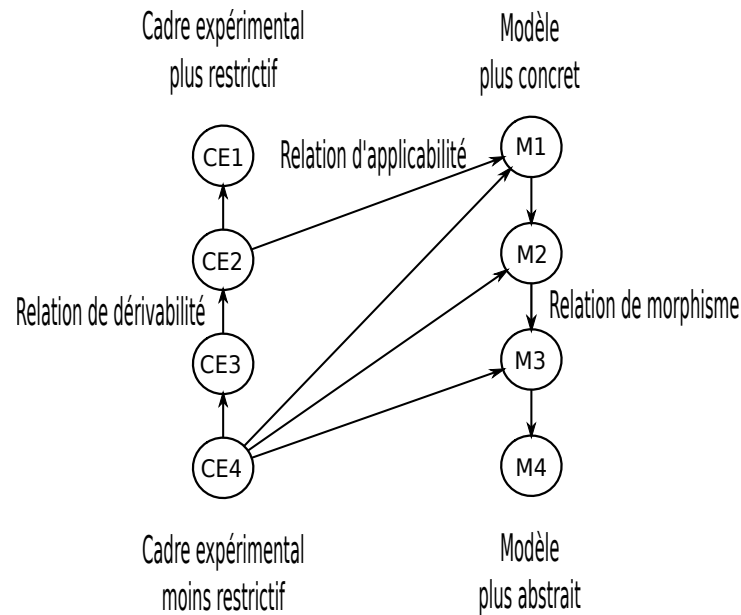 Cadre expérimental
plus restrictif
Modèle
plus concret
CE1
Relation d'applicabilité
M1
CE2
M2
Relation de dérivabilité
Relation de morphisme
CE3
M3
CE4
M4
Cadre expérimental
moins restrictif
Modèle
plus abstrait